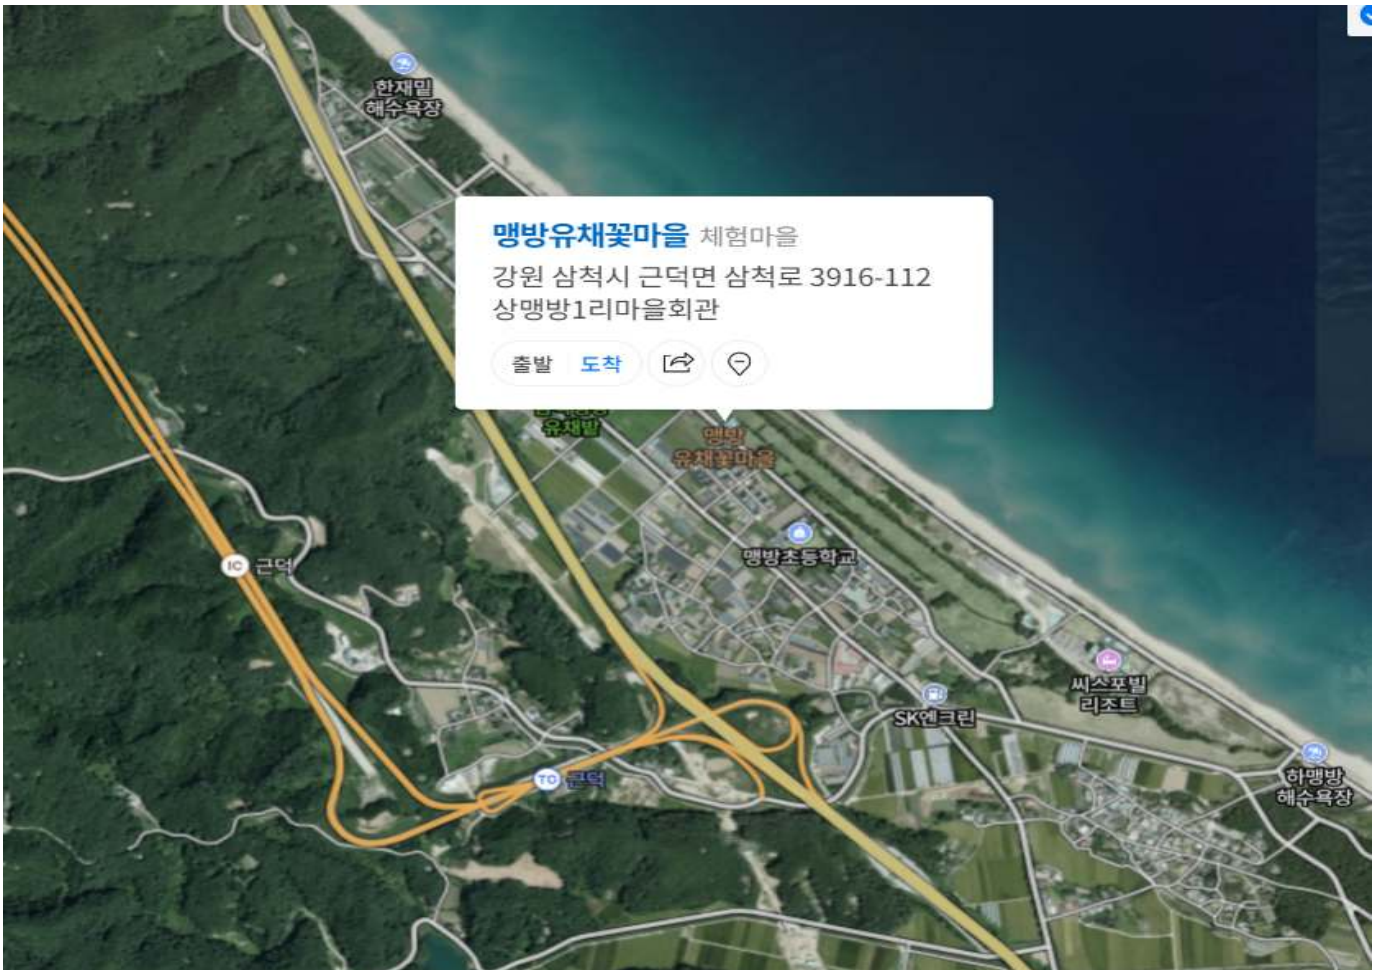 한재밑
해수욕장
맹방유채꽃마을 체험마을
강원 삼척시 근덕면 삼척로 3916-112
상맹방1리마을회관
출발 도착
유채밭
맹방
유채꽃마을
맹방초등학교
IC 근덕
씨스포빌
리조트
SK엔크린
TG 근덕
하맹방
해수욕장